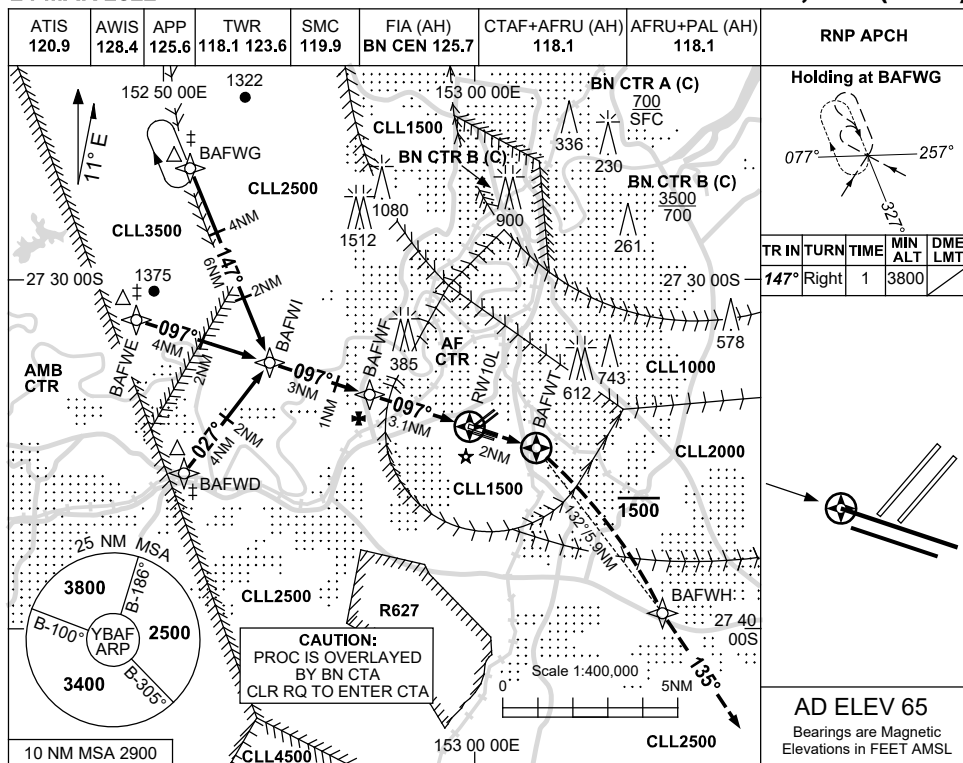 ATIS
120.9
AWIS
128.4
APP
125.6
TWR
118.1 123.6
SMC
119.9
FIA (AH)
BN CEN 125.7
CTAF+AFRU (AH)
118.1
AFRU+PAL (AH)
118.1
RNP APCH
152 50 00E
1322
153 00 00E
BN CTR A (C)
700
SFC
11° E
BAFWG
CLL1500
336
230
BN CTR B (C)
CLL2500
1080
900
BN CTR B (C)
3500
700
4NM
1512
261
CLL3500
147°
6NM
27 30 00S
1375
2NM
27 30 00S
BAFWI
BAFWF
578
097°
4NM
385
AF
CTR
RW10L
BAFWT
612
743
CLL1000
AMB
CTR
BAFWE
2NM
097°
3NM
1NM
097°
3.1NM
2NM
027°
4NM
2NM
CLL2000
BAFWD
CLL1500
1500
132°/5.9NM
25 NM MSA
3800
B-186°
B-100°
YBAF
ARP
2500
3400
B-305°
CLL2500
R627
BAFWH
27 40
00S
CAUTION:
PROC IS OVERLAYED
BY BN CTA
CLR RQ TO ENTER CTA
Scale 1:400,000
0
5NM
135°
10 NM MSA 2900
CLL4500
153 00 00E
CLL2500
Holding at BAFWG
077°
257°
327°
TR IN TURN TIME MIN ALT DME LMT
147° Right 1 3800
AD ELEV 65
Bearings are Magnetic
Elevations in FEET AMSL